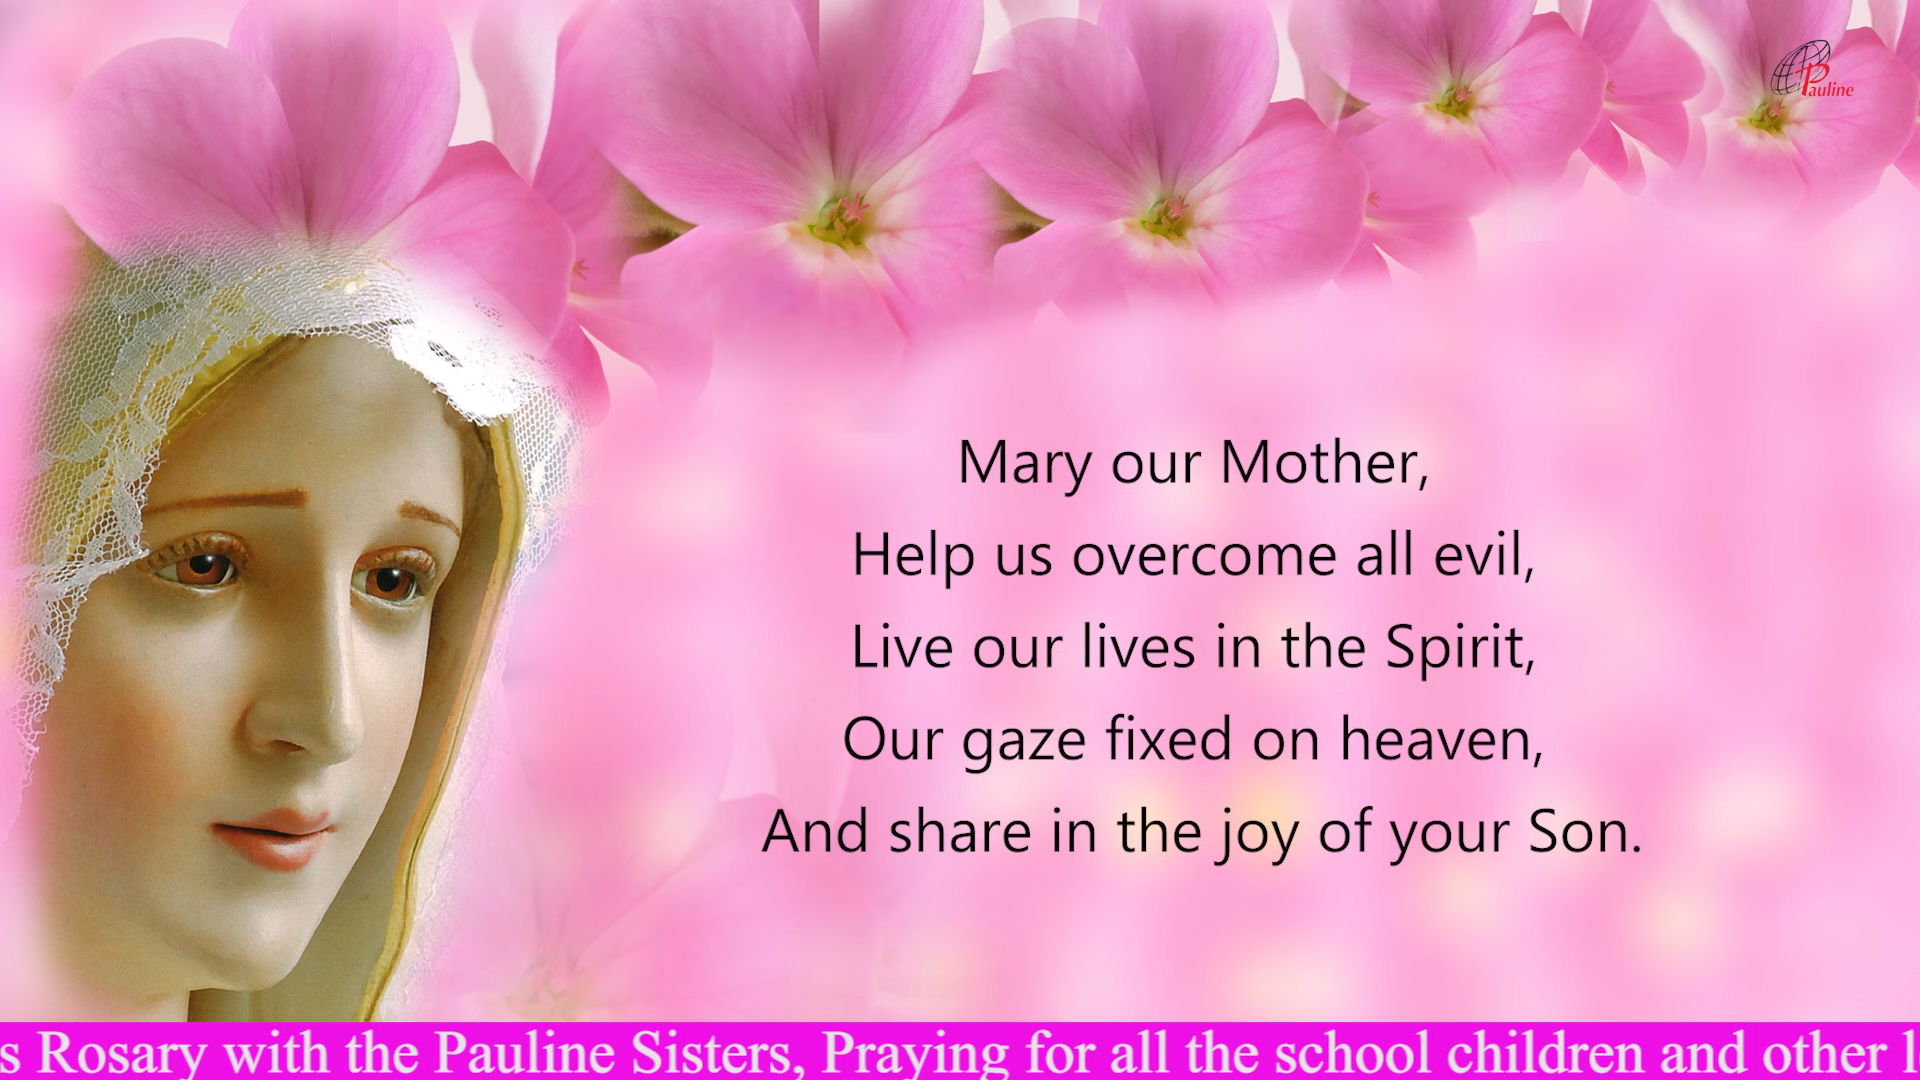 Pauline
Mary our Mother,
Help us overcome all evil,
Live our lives in the Spirit,
Our gaze fixed on heaven,
And share in the joy of your Son.
s Rosary with the Pauline Sisters, Praying for all the school children and other l